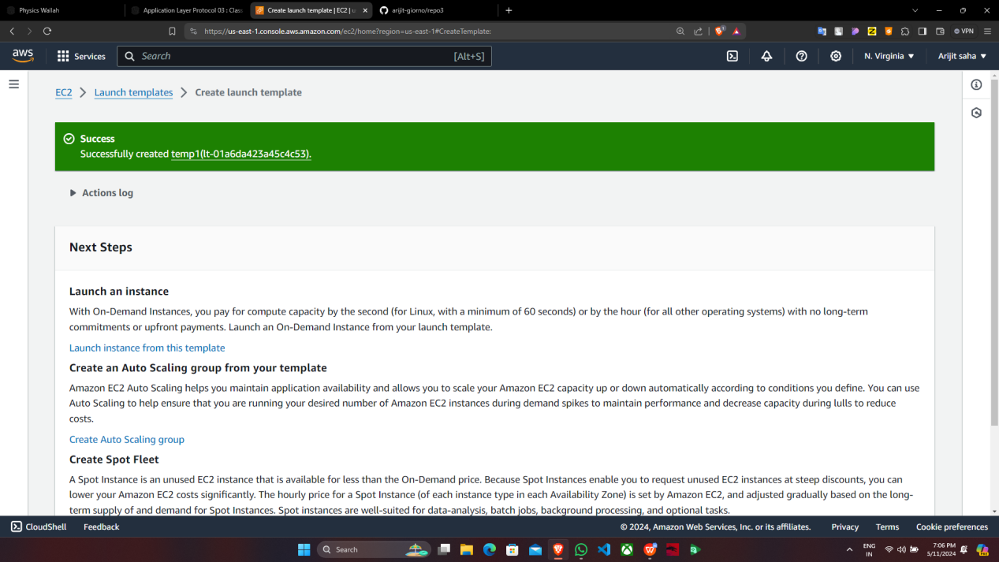 Physics Wallah
Application Layer Protocol 03 : Class
Create launch template | EC2 | u
arijit-giorno/repo3
https://us-east-1.console.aws.amazon.com/ec2/home?region=us-east-1#CreateTemplate:
VPN
aws
Services
Search
[Alt+S]
N. Virginia
Arijit saha
EC2
Launch templates
Create launch template
Success
Successfully created temp1(lt-01a6da423a45c4c53).
Actions log
Next Steps
Launch an instance
With On-Demand Instances, you pay for compute capacity by the second (for Linux, with a minimum of 60 seconds) or by the hour (for all other operating systems) with no long-term
commitments or upfront payments. Launch an On-Demand Instance from your launch template.
Launch instance from this template
Create an Auto Scaling group from your template
Amazon EC2 Auto Scaling helps you maintain application availability and allows you to scale your Amazon EC2 capacity up or down automatically according to conditions you define. You can use
Auto Scaling to help ensure that you are running your desired number of Amazon EC2 instances during demand spikes to maintain performance and decrease capacity during lulls to reduce
costs.
Create Auto Scaling group
Create Spot Fleet
A Spot Instance is an unused EC2 instance that is available for less than the On-Demand price. Because Spot Instances enable you to request unused EC2 instances at steep discounts, you can
lower your Amazon EC2 costs significantly. The hourly price for a Spot Instance (of each instance type in each Availability Zone) is set by Amazon EC2, and adjusted gradually based on the long-
term supply of and demand for Spot Instances. Spot instances are well-suited for data-analysis, batch jobs, background processing, and optional tasks.
CloudShell
Feedback
© 2024, Amazon Web Services, Inc. or its affiliates.
Privacy
Terms
Cookie preferences
Search
ENG
IN
7:06 PM
5/11/2024